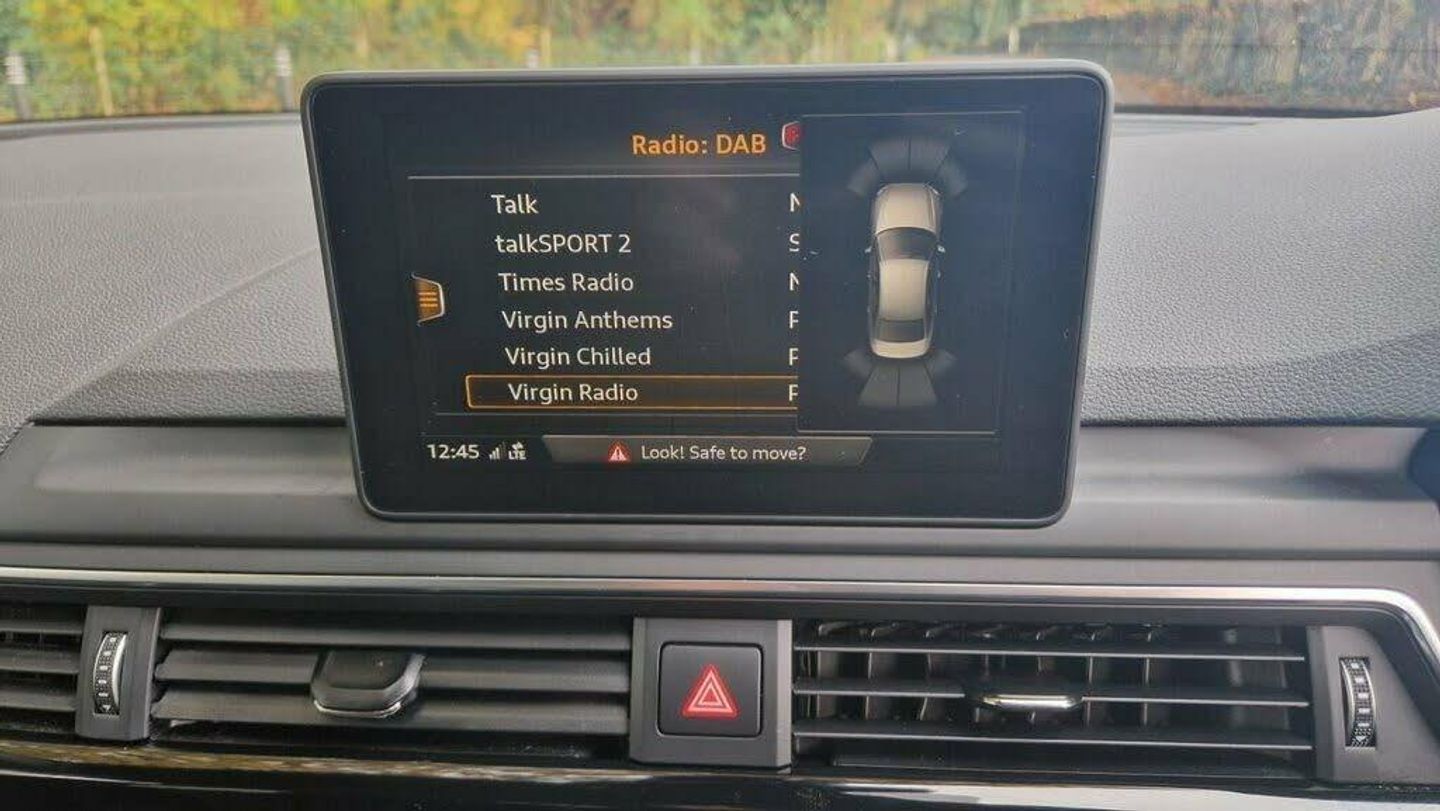 Radio: DAB
Talk N
talkSPORT 2 S
Times Radio N
Virgin Anthems P
Virgin Chilled P
Virgin Radio P
12:45 LTE Look! Safe to move?